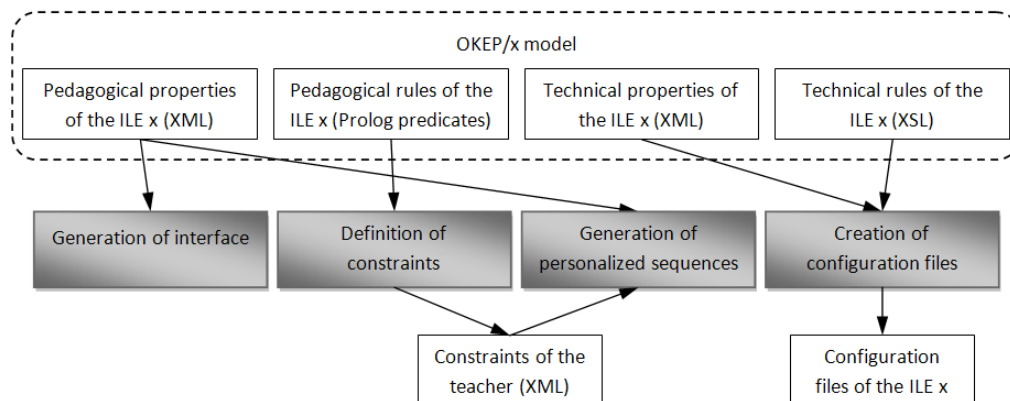 OKEP/x model
Pedagogical properties
of the ILE x (XML)
Pedagogical rules of the
ILE x (Prolog predicates)
Technical properties of
the ILE x (XML)
Technical rules of the
ILE x (XSL)
Generation of interface
Definition of
constraints
Generation of
personalized sequences
Creation of
configuration files
Constraints of the
teacher (XML)
Configuration
files of the ILE x